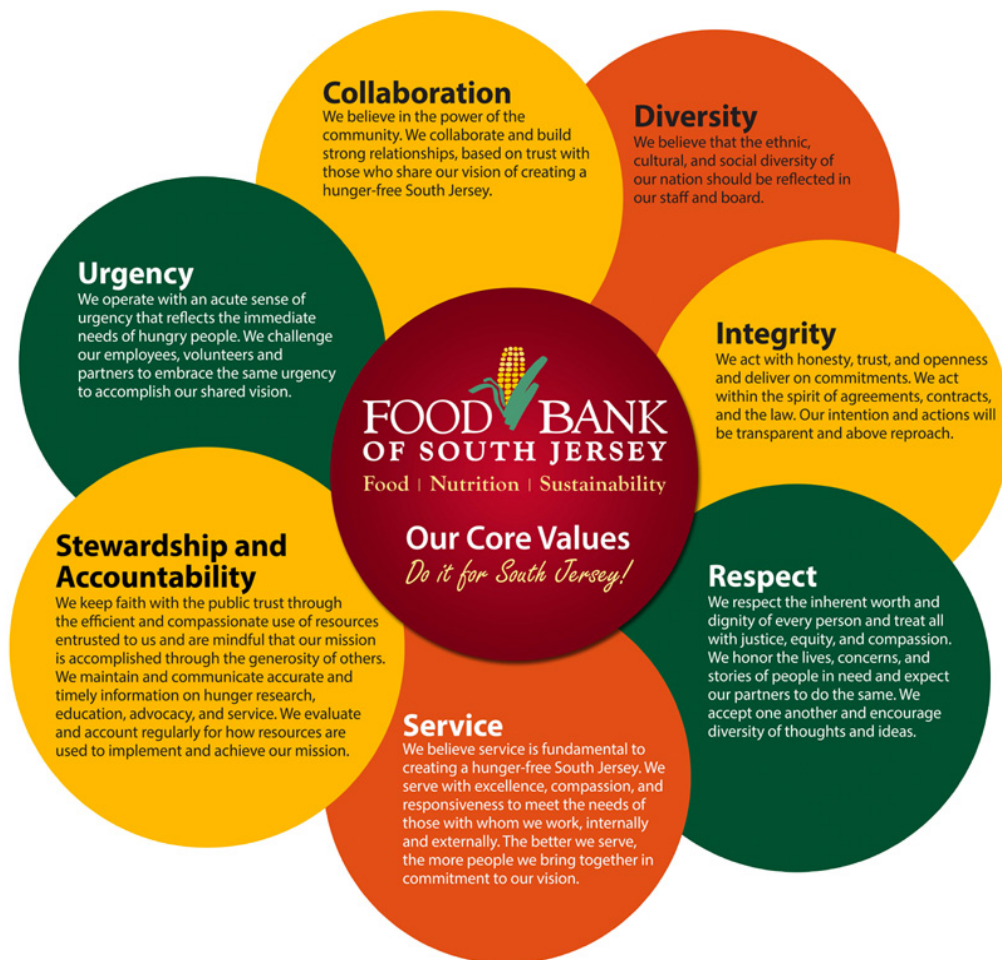 Collaboration
We believe in the power of the
community. We collaborate and build
strong relationships, based on trust with
those who share our vision of creating a
hunger-free South Jersey.
Diversity
We believe that the ethnic,
cultural, and social diversity of
our nation should be reflected in
our staff and board.
Urgency
We operate with an acute sense of
urgency that reflects the immediate
needs of hungry people. We challenge
our employees, volunteers and
partners to embrace the same urgency
to accomplish our shared vision.
Integrity
We act with honesty, trust, and openness
and deliver on commitments. We act
within the spirit of agreements, contracts,
and the law. Our intention and actions will
be transparent and above reproach.
FOOD BANK
OF SOUTH JERSEY
Food | Nutrition | Sustainability
Our Core Values
Do it for South Jersey!
Stewardship and
Accountability
We keep faith with the public trust through
the efficient and compassionate use of resources
entrusted to us and are mindful that our mission
is accomplished through the generosity of others.
We maintain and communicate accurate and
timely information on hunger research,
education, advocacy, and service. We evaluate
and account regularly for how resources are
used to implement and achieve our mission.
Respect
We respect the inherent worth and
dignity of every person and treat all
with justice, equity, and compassion.
We honor the lives, concerns, and
stories of people in need and expect
our partners to do the same. We
accept one another and encourage
diversity of thoughts and ideas.
Service
We believe service is fundamental to
creating a hunger-free South Jersey. We
serve with excellence, compassion, and
responsiveness to meet the needs of
those with whom we work, internally
and externally. The better we serve,
the more people we bring together in
commitment to our vision.